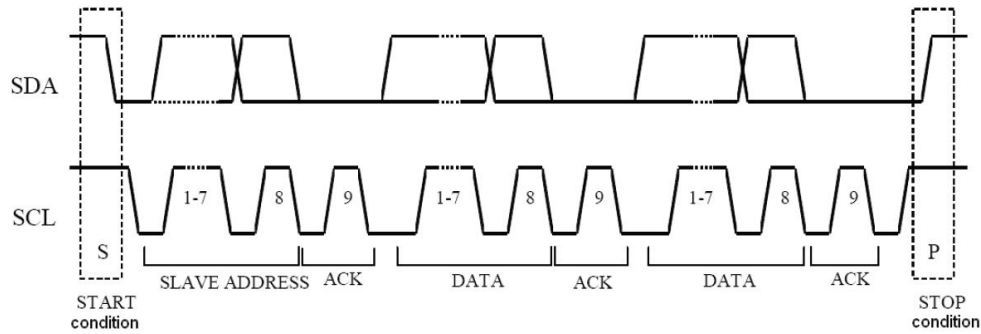 SDA
SCL
1-7
8
9
1-7
8
9
1-7
8
9
S
P
SLAVE ADDRESS
ACK
DATA
ACK
DATA
ACK
START
condition
STOP
condition